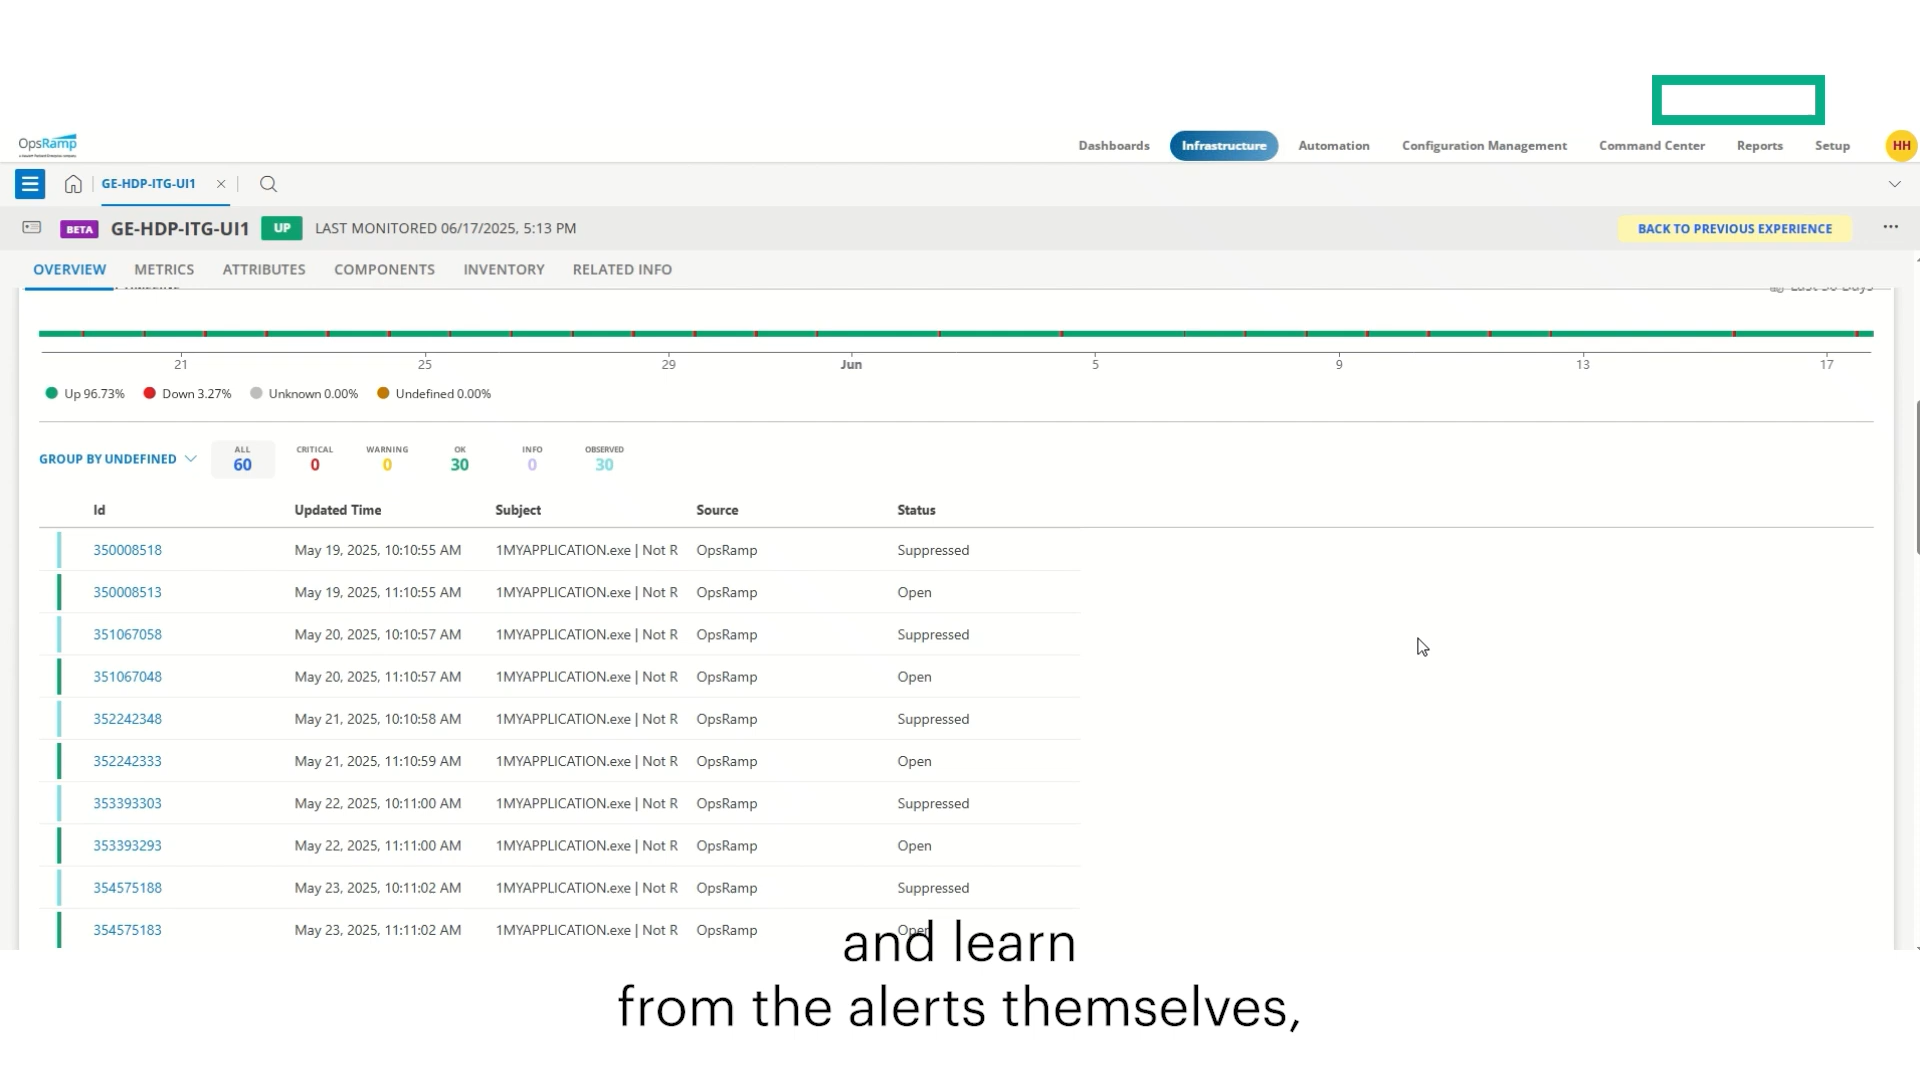 OpsRamp
Dashboards Infrastructure Automation Configuration Management Command Center Reports Setup HH
GE-HDP-ITG-UI1
BETA GE-HDP-ITG-UI1 UP LAST MONITORED 06/17/2025, 5:13 PM BACK TO PREVIOUS EXPERIENCE
OVERVIEW METRICS ATTRIBUTES COMPONENTS INVENTORY RELATED INFO
Last 30 Days
21 25 29 Jun 5 9 13 17
Up 96.73% Down 3.27% Unknown 0.00% Undefined 0.00%
GROUP BY UNDEFINED ALL 60 CRITICAL 0 WARNING 0 OK 30 INFO 0 OBSERVED 30
Id Updated Time Subject Source Status
350008518 May 19, 2025, 10:10:55 AM 1MYAPPLICATION.exe | Not R OpsRamp Suppressed
350008513 May 19, 2025, 11:10:55 AM 1MYAPPLICATION.exe | Not R OpsRamp Open
351067058 May 20, 2025, 10:10:57 AM 1MYAPPLICATION.exe | Not R OpsRamp Suppressed
351067048 May 20, 2025, 11:10:57 AM 1MYAPPLICATION.exe | Not R OpsRamp Open
352242348 May 21, 2025, 10:10:58 AM 1MYAPPLICATION.exe | Not R OpsRamp Suppressed
352242333 May 21, 2025, 11:10:59 AM 1MYAPPLICATION.exe | Not R OpsRamp Open
353393303 May 22, 2025, 10:11:00 AM 1MYAPPLICATION.exe | Not R OpsRamp Suppressed
353393293 May 22, 2025, 11:11:00 AM 1MYAPPLICATION.exe | Not R OpsRamp Open
354575188 May 23, 2025, 10:11:02 AM 1MYAPPLICATION.exe | Not R OpsRamp Suppressed
354575183 May 23, 2025, 11:11:02 AM 1MYAPPLICATION.exe | Not R OpsRamp Open
and learn
from the alerts themselves,